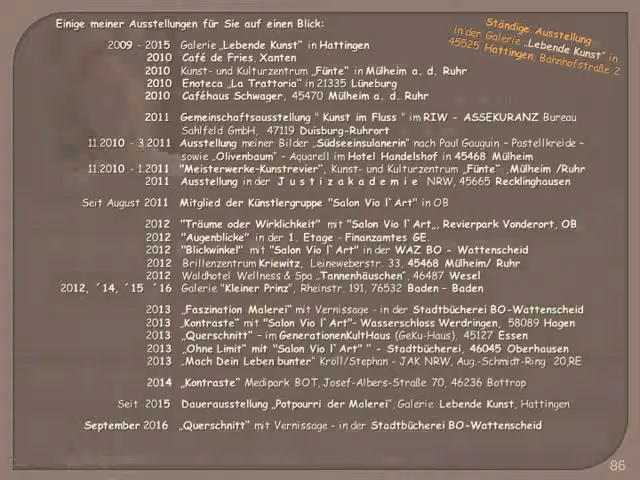 Einige meiner Ausstellungen für Sie auf einen Blick:
Ständige Ausstellung
in der Galerie „Lebende Kunst" in
45525 Hattingen, Bahnhofstraße 2
2009 - 2015 Galerie „Lebende Kunst" in Hattingen
2010 Café de Fries, Xanten
2010 Kunst- und Kulturzentrum „Fünte" in Mülheim a. d. Ruhr
2010 Enoteca „La Trattoria" in 21335 Lüneburg
2010 Caféhaus Schwager, 45470 Mülheim a. d. Ruhr
2011 Gemeinschaftsausstellung " Kunst im Fluss " im RIW - ASSEKURANZ Bureau
Sahlfeld GmbH, 47119 Duisburg-Ruhrort
11.2010 - 3.2011 Ausstellung meiner Bilder „Südseeinsulanerin" nach Paul Gauguin – Pastellkreide –
sowie „Olivenbaum" – Aquarell im Hotel Handelshof in 45468 Mülheim
11.2010 - 1.2011 "Meisterwerke-Kunstrevier", Kunst- und Kulturzentrum „Fünte" ,Mülheim /Ruhr
2011 Ausstellung in der J u s t i z a k a d e m i e NRW, 45665 Recklinghausen
Seit August 2011 Mitglied der Künstlergruppe "Salon Vio l`Art" in OB
2012 "Träume oder Wirklichkeit" mit "Salon Vio l`Art„, Revierpark Vonderort, OB
2012 "Augenblicke" in der 1. Etage - Finanzamtes GE.
2012 "Blickwinkel" mit "Salon Vio l`Art" in der WAZ BO - Wattenscheid
2012 Brillenzentrum Kriewitz, Leineweberstr. 33, 45468 Mülheim/ Ruhr
2012 Waldhotel Wellness & Spa „Tannenhäuschen", 46487 Wesel
2012, ´14, ´15 ´16 Galerie "Kleiner Prinz", Rheinstr. 191, 76532 Baden – Baden
2013 „Faszination Malerei" mit Vernissage - in der Stadtbücherei BO-Wattenscheid
2013 „Kontraste" mit "Salon Vio l`Art"- Wasserschloss Werdringen, 58089 Hagen
2013 „Querschnitt" – im GenerationenKultHaus (GeKu-Haus), 45127 Essen
2013 „Ohne Limit" mit "Salon Vio l`Art" " - Stadtbücherei, 46045 Oberhausen
2013 „Mach Dein Leben bunter" Kröll/Stephan - JAK NRW, Aug.-Schmidt-Ring 20,RE
2014 „Kontraste" Medipark BOT, Josef-Albers-Straße 70, 46236 Bottrop
Seit 2015 Dauerausstellung „Potpourri der Malerei", Galerie Lebende Kunst, Hattingen
September 2016 „Querschnitt" mit Vernissage - in der Stadtbücherei BO-Wattenscheid
86